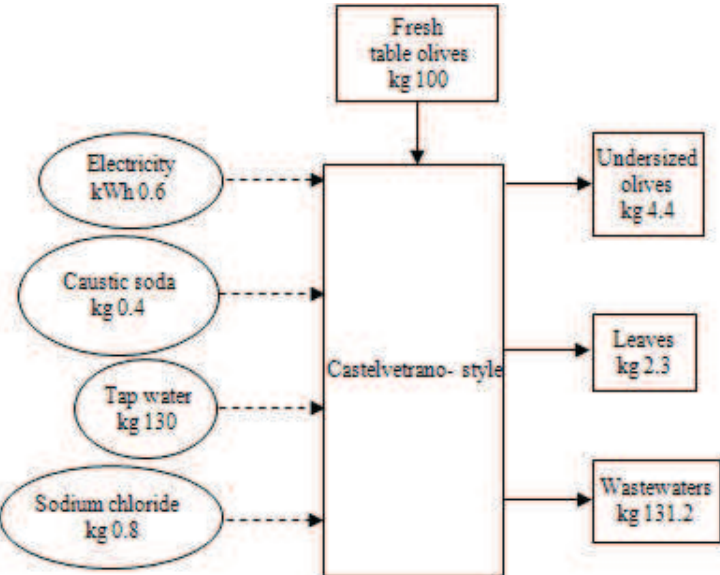 Fresh
table olives
kg 100
Electricity
kWh 0.6
Caustic soda
kg 0.4
Tap water
kg 130
Sodium chloride
kg 0.8
Castelvetrano- style
Undersized
olives
kg 4.4
Leaves
kg 2.3
Wastewaters
kg 131.2